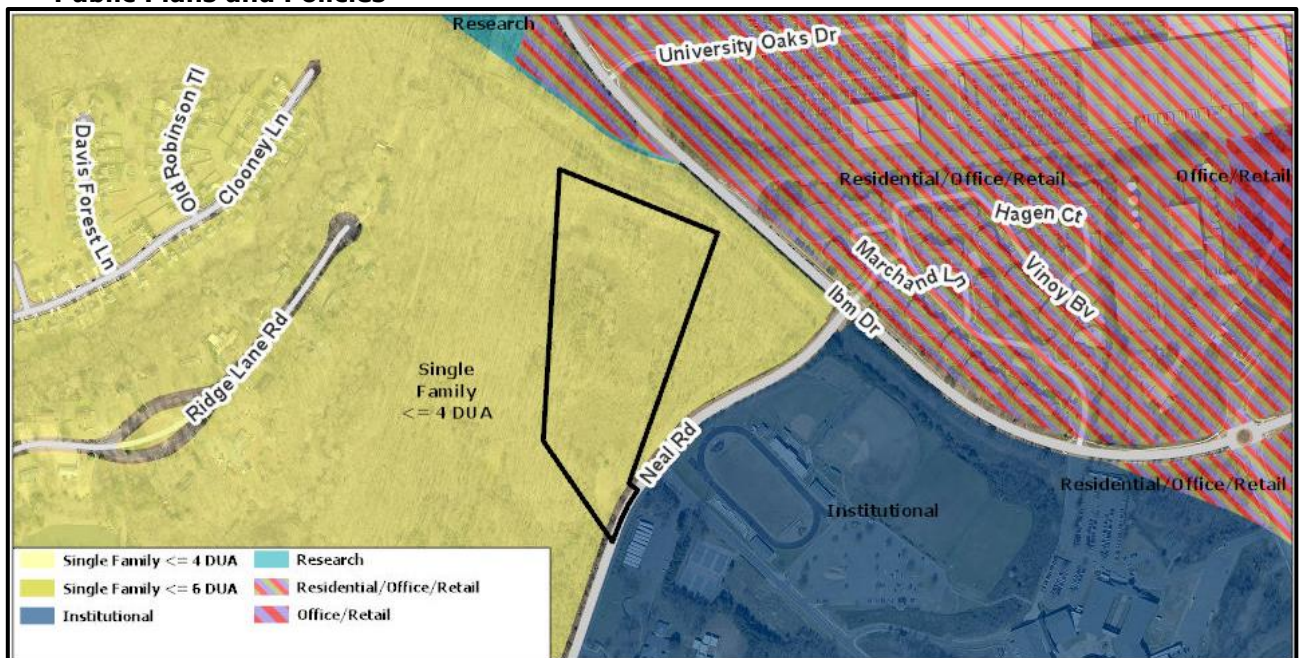 Public Plans and Policies
Research
University Oaks Dr
Davis Forest Ln
Old Robinson Tl
Clooney Ln
Residential/Office/Retail
Office/Retail
Hagen Ct
Marchand Ln
Vinoy Bv
Ibm Dr
Ridge Lane Rd
Single
Family
<= 4 DUA
Neal Rd
Residential/Office/Retail
Institutional
Single Family <= 4 DUA
Research
Single Family <= 6 DUA
Residential/Office/Retail
Institutional
Office/Retail